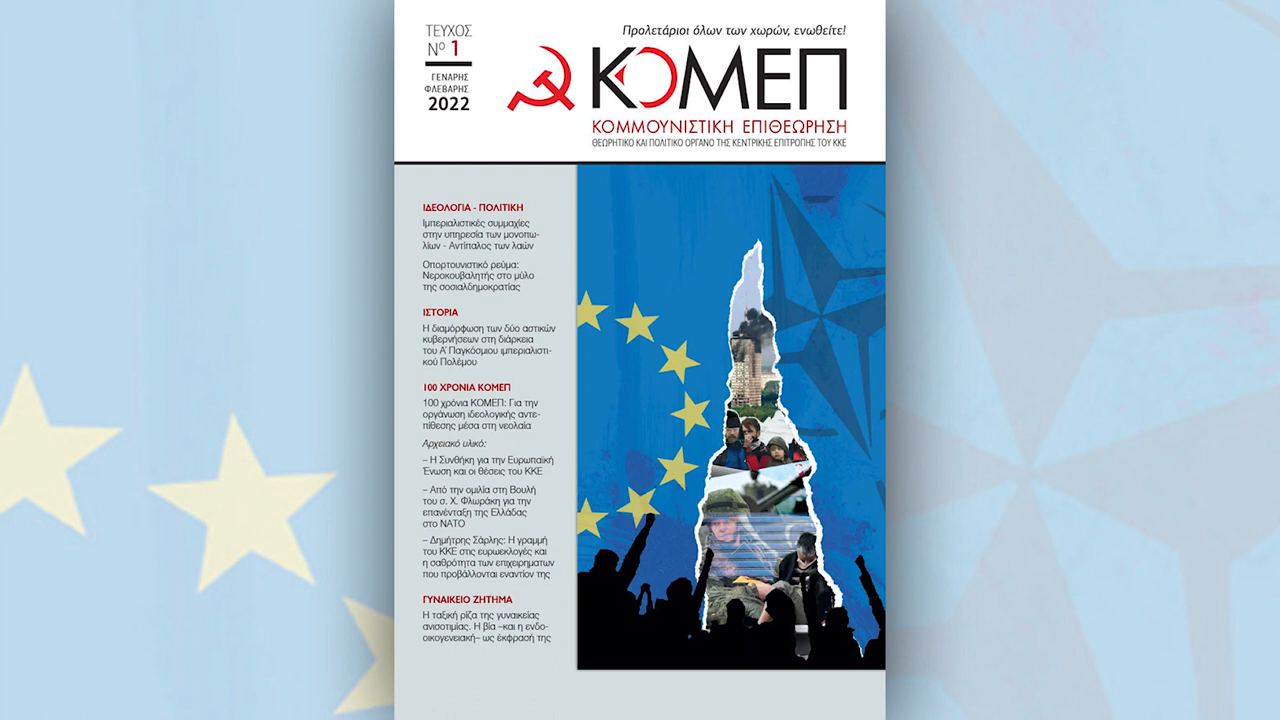 ΤΕΥΧΟΣ
Νο 1
ΓΕΝΑΡΗΣ
ΦΛΕΒΑΡΗΣ
2022
Προλετάριοι όλων των χωρών, ενωθείτε!
ΚΟΜΕΠ
ΚΟΜΜΟΥΝΙΣΤΙΚΗ ΕΠΙΘΕΩΡΗΣΗ
ΘΕΩΡΗΤΙΚΟ ΚΑΙ ΠΟΛΙΤΙΚΟ ΟΡΓΑΝΟ ΤΗΣ ΚΕΝΤΡΙΚΗΣ ΕΠΙΤΡΟΠΗΣ ΤΟΥ ΚΚΕ
ΙΔΕΟΛΟΓΙΑ - ΠΟΛΙΤΙΚΗ
Ιμπεριαλιστικές συμμαχίες
στην υπηρεσία των μονοπω-
λίων - Αντίπαλος των λαών
Οπορτουνιστικό ρεύμα:
Νεροκουβαλητής στο μύλο
της σοσιαλδημοκρατίας
ΙΣΤΟΡΙΑ
Η διαμόρφωση των δύο αστικών
κυβερνήσεων στη διάρκεια
του Α' Παγκόσμιου ιμπεριαλιστι-
κού Πολέμου
100 ΧΡΟΝΙΑ ΚΟΜΕΠ
100 χρόνια ΚΟΜΕΠ: Για την
οργάνωση ιδεολογικής αντε-
πίθεσης μέσα στη νεολαία
Αρχειακό υλικό:
– Η Συνθήκη για την Ευρωπαϊκή
Ένωση και οι θέσεις του ΚΚΕ
– Από την ομιλία στη Βουλή
του σ. Χ. Φλωράκη για την
επανένταξη της Ελλάδας
στο ΝΑΤΟ
– Δημήτρης Σάρλης: Η γραμμή
του ΚΚΕ στις ευρωεκλογές και
η σαθρότητα των επιχειρηματων
που προβάλλονται εναντίον της
ΓΥΝΑΙΚΕΙΟ ΖΗΤΗΜΑ
Η ταξική ρίζα της γυναικείας
ανισοτιμίας. Η βία –και η ενδο-
οικογενειακή– ως έκφρασή της